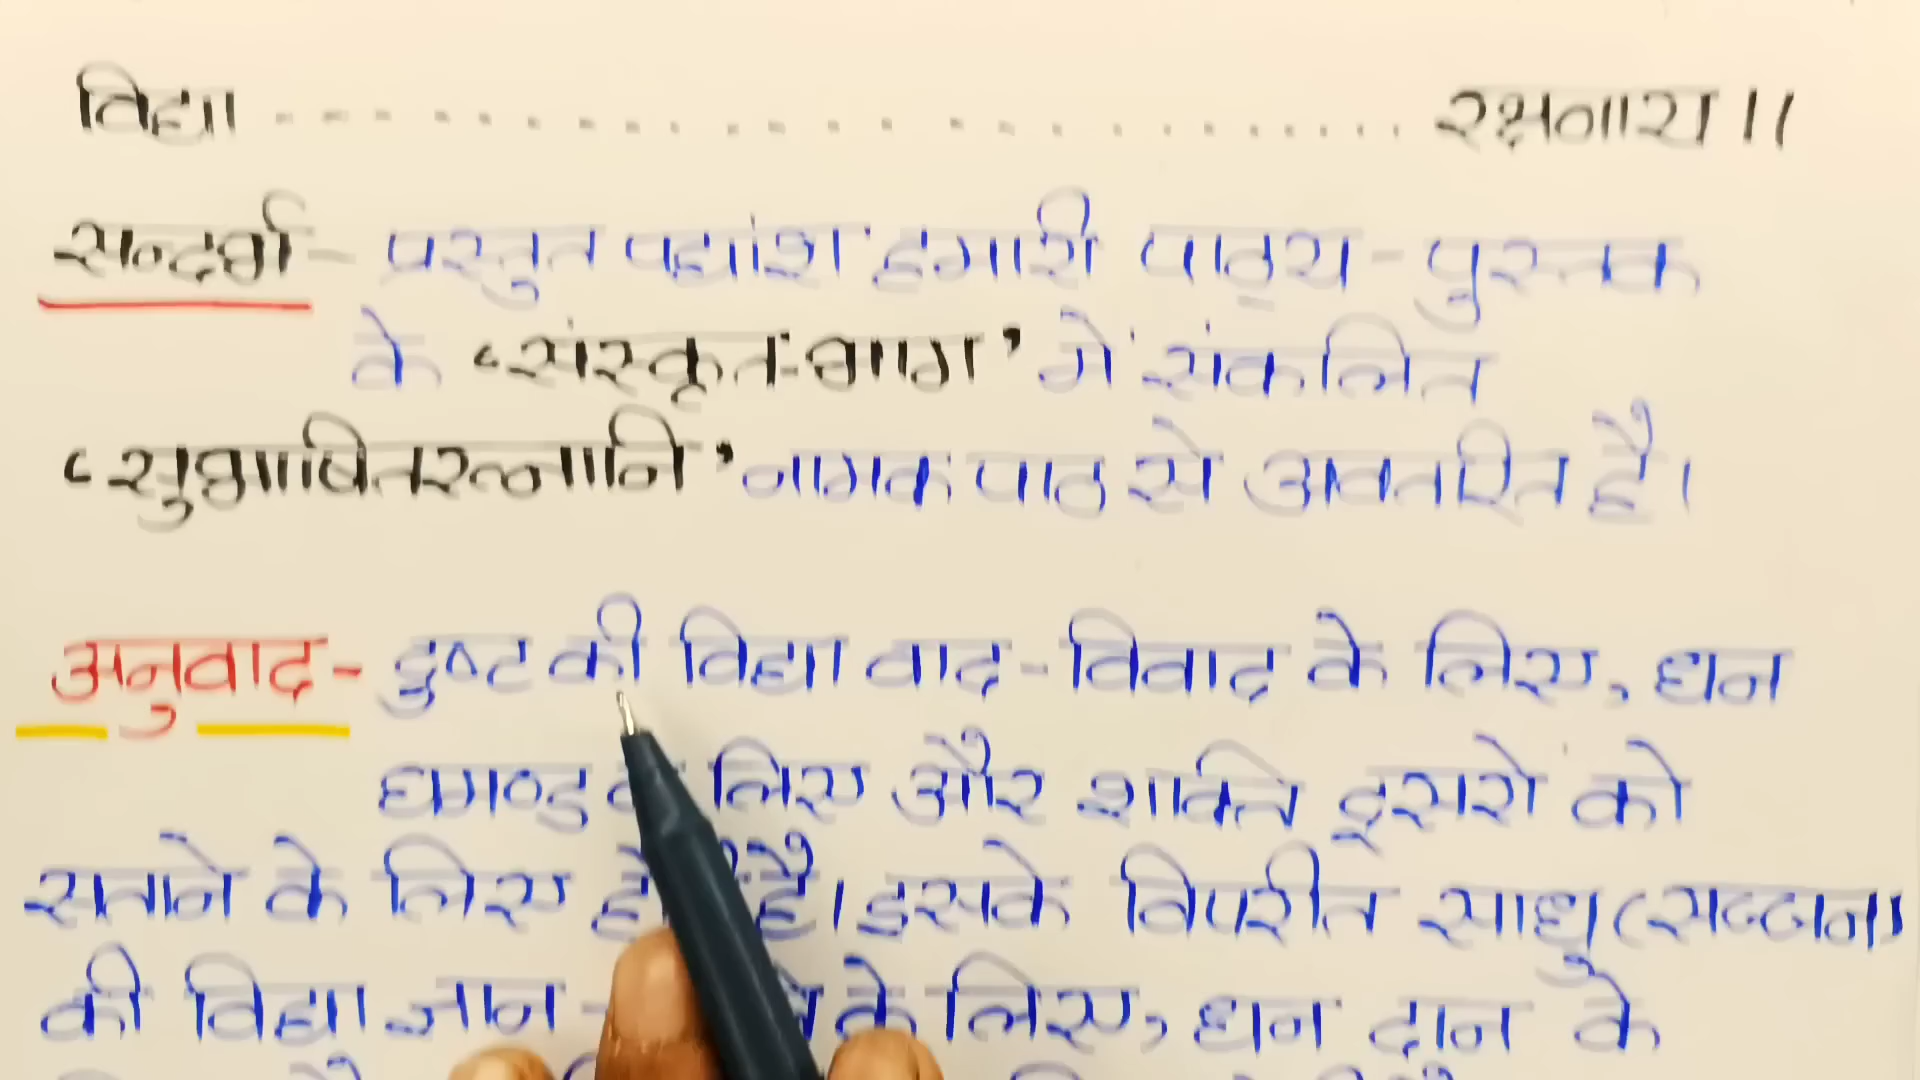 विद्या ........................ रक्षनाय ।।
सन्दर्भ - प्रस्तुत पद्यांश हमारी पाठ्य-पुस्तक
के ‘संस्कृत-भाग’ में संकलित
‘सुभाषितरत्नानि’ नामक पाठ से अवतरित है।
अनुवाद- दुष्ट की विद्या वाद-विवाद के लिए, धन
घमण्ड लिए और शक्ति दूसरों को
सताने के लिए है। इसके विपरीत साधु (सज्जन)
की विद्या ज्ञान- के लिए, धन दान के